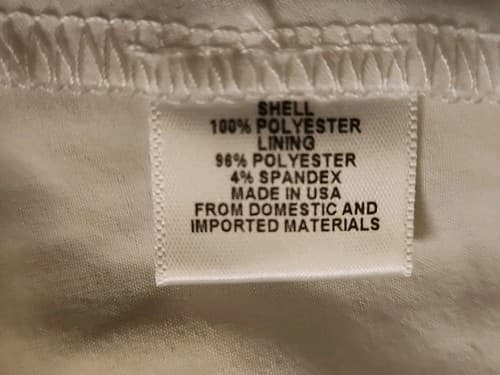 SHELL
100% POLYESTER
LINING
96% POLYESTER
4% SPANDEX
MADE IN USA
FROM DOMESTIC AND
IMPORTED MATERIALS